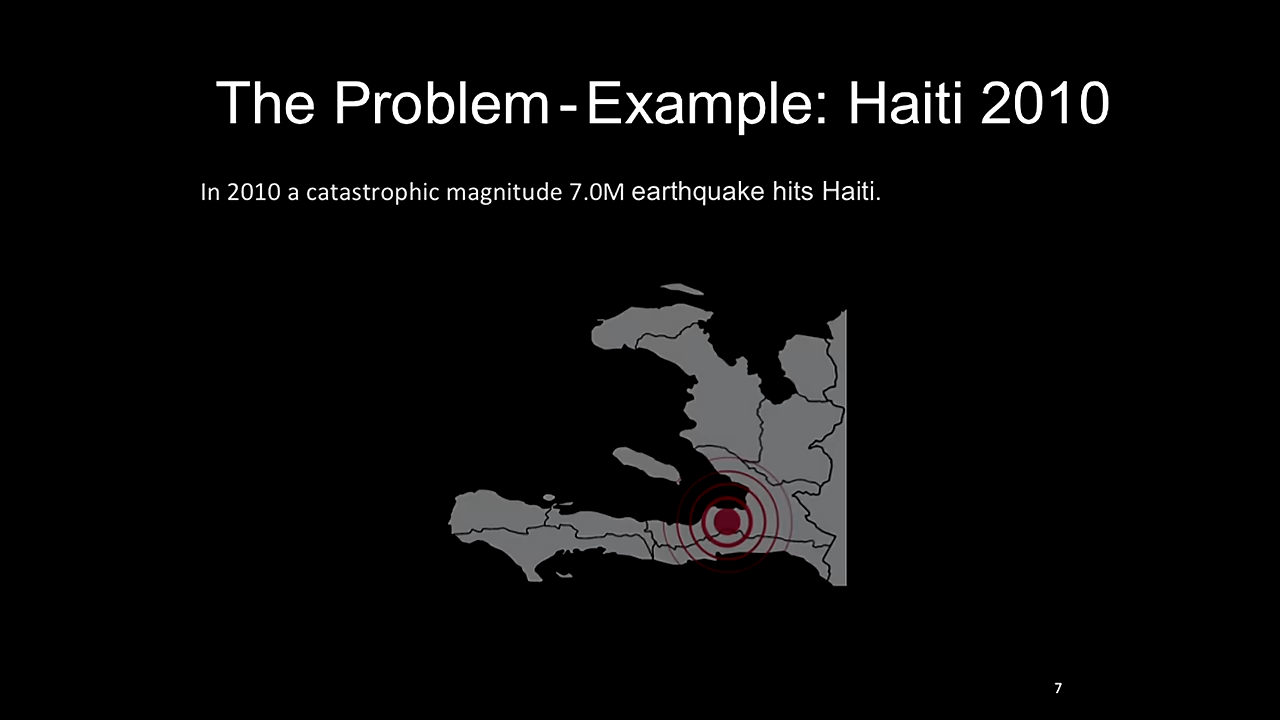 The Problem - Example: Haiti 2010
In 2010 a catastrophic magnitude 7.0M earthquake hits Haiti.
7